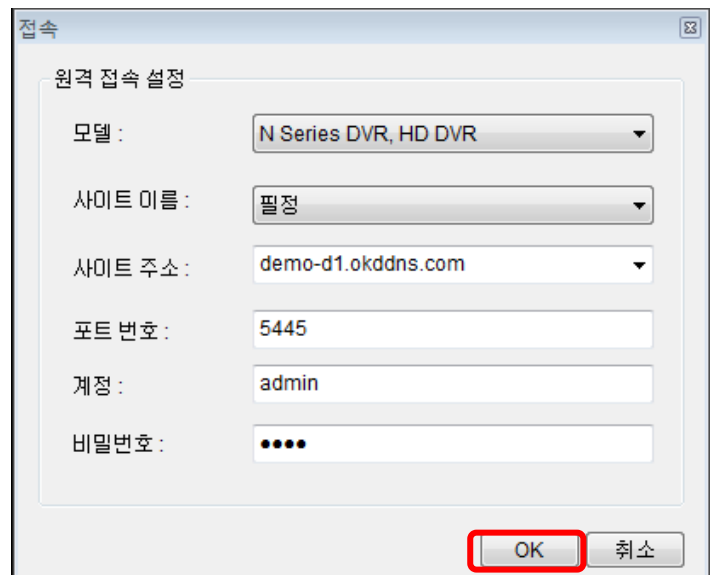 접속
원격 접속 설정
모델 : N Series DVR, HD DVR
사이트 이름 : 필정
사이트 주소 : demo-d1.okddns.com
포트 번호 : 5445
계정 : admin
비밀번호 : ●●●●
OK 취소